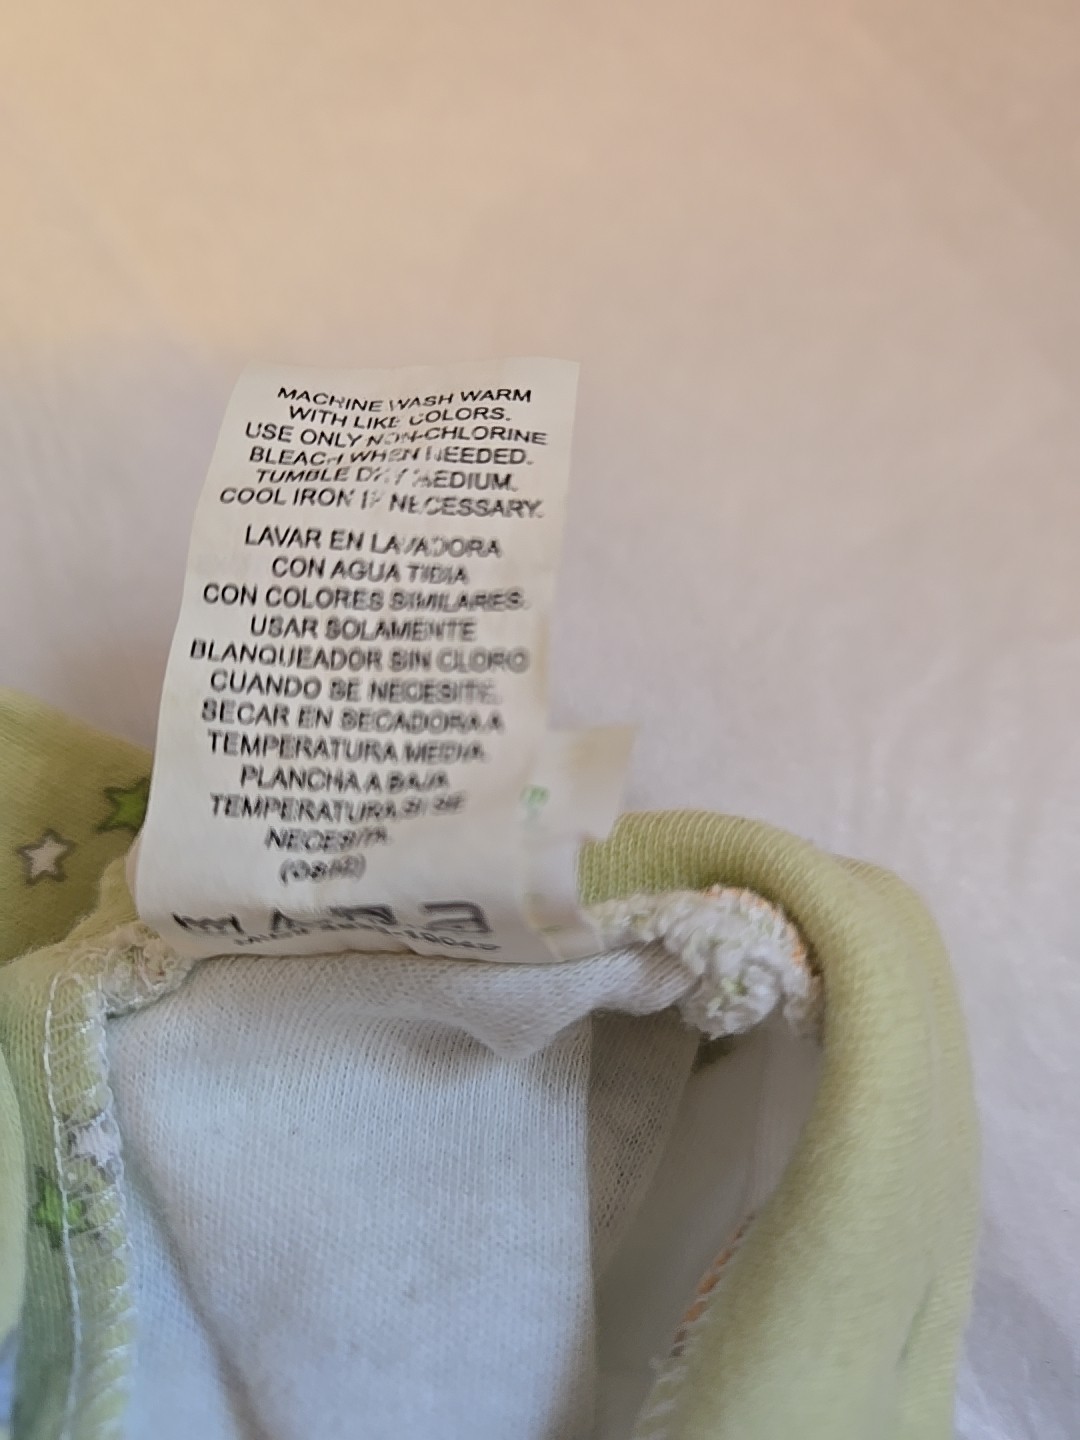 MACHINE WASH WARM
WITH LIKE COLORS.
USE ONLY NON-CHLORINE
BLEACH WHEN NEEDED.
TUMBLE DRY MEDIUM.
COOL IRON IF NECESSARY.
LAVAR EN LAVADORA
CON AGUA TIBIA
CON COLORES SIMILARES.
USAR SOLAMENTE
BLANQUEADOR SIN CLORO
CUANDO SE NECESITE.
SECAR EN SECADORA A
TEMPERATURA MEDIA.
PLANCHA A BAJA
TEMPERATURA SI SE
NECESITA.